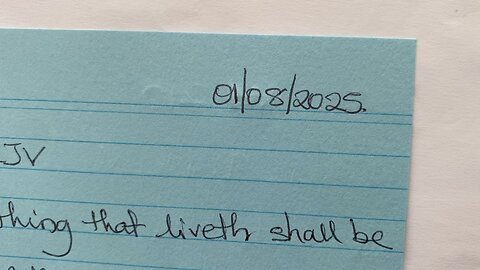 01/08/2025.
JV
thing that liveth shall be